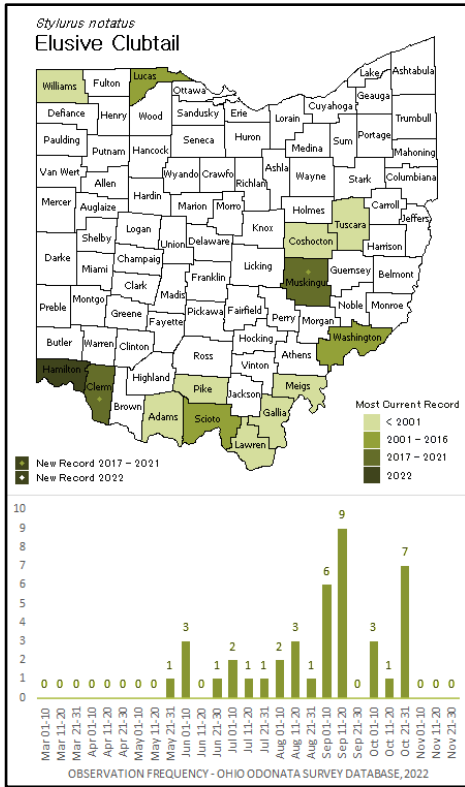 Stylurus notatus
Elusive Clubtail
Williams Fulton Lucas Ottawa Lake Ashtabula
Geauga
Defiance Henry Wood Sandusky Erie Lorain Cuyahoga Trumbull
Paulding Putnam Hancock Seneca Huron Medina Sum Portage Mahoning
Van Wert Allen Wyando Crawfo Richlan Ashla Wayne Stark Columbiana
Mercer Auglaize Hardin Marion Morro Holmes Carroll Jeffers
Shelby Logan Union Delaware Knox Coshocton Tuscara Harrison
Darke Miami Champaig Clark Madis Franklin Licking Muskingu Guernsey Belmont
Preble Montgo Greene Fayette Pickawa Fairfield Perry Morgan Noble Monroe
Butler Warren Clinton Ross Hocking Vinton Athens Washington
Hamilton Clerm Brown Highland Pike Jackson Meigs
Adams Scioto Lawren Gallia
Most Current Record
< 2001
2001 – 2016
2017 – 2021
2022
New Record 2017 – 2021
New Record 2022
10
9
8
7
6
5
4
3
2
1
0
0 0 0 0 0 0 0 0 1 3 0 1 2 1 1 2 3 1 6 9 0 3 1 7 0 0 0
Mar 01-10
Mar 11-20
Mar 21-31
Apr 01-10
Apr 11-20
Apr 21-30
May 01-10
May 11-20
May 21-31
Jun 01-10
Jun 11-20
Jun 21-30
Jul 01-10
Jul 11-20
Jul 21-31
Aug 01-10
Aug 11-20
Aug 21-31
Sep 01-10
Sep 11-20
Sep 21-30
Oct 01-10
Oct 11-20
Oct 21-31
Nov 01-10
Nov 11-20
Nov 21-30
OBSERVATION FREQUENCY - OHIO ODONATA SURVEY DATABASE, 2022